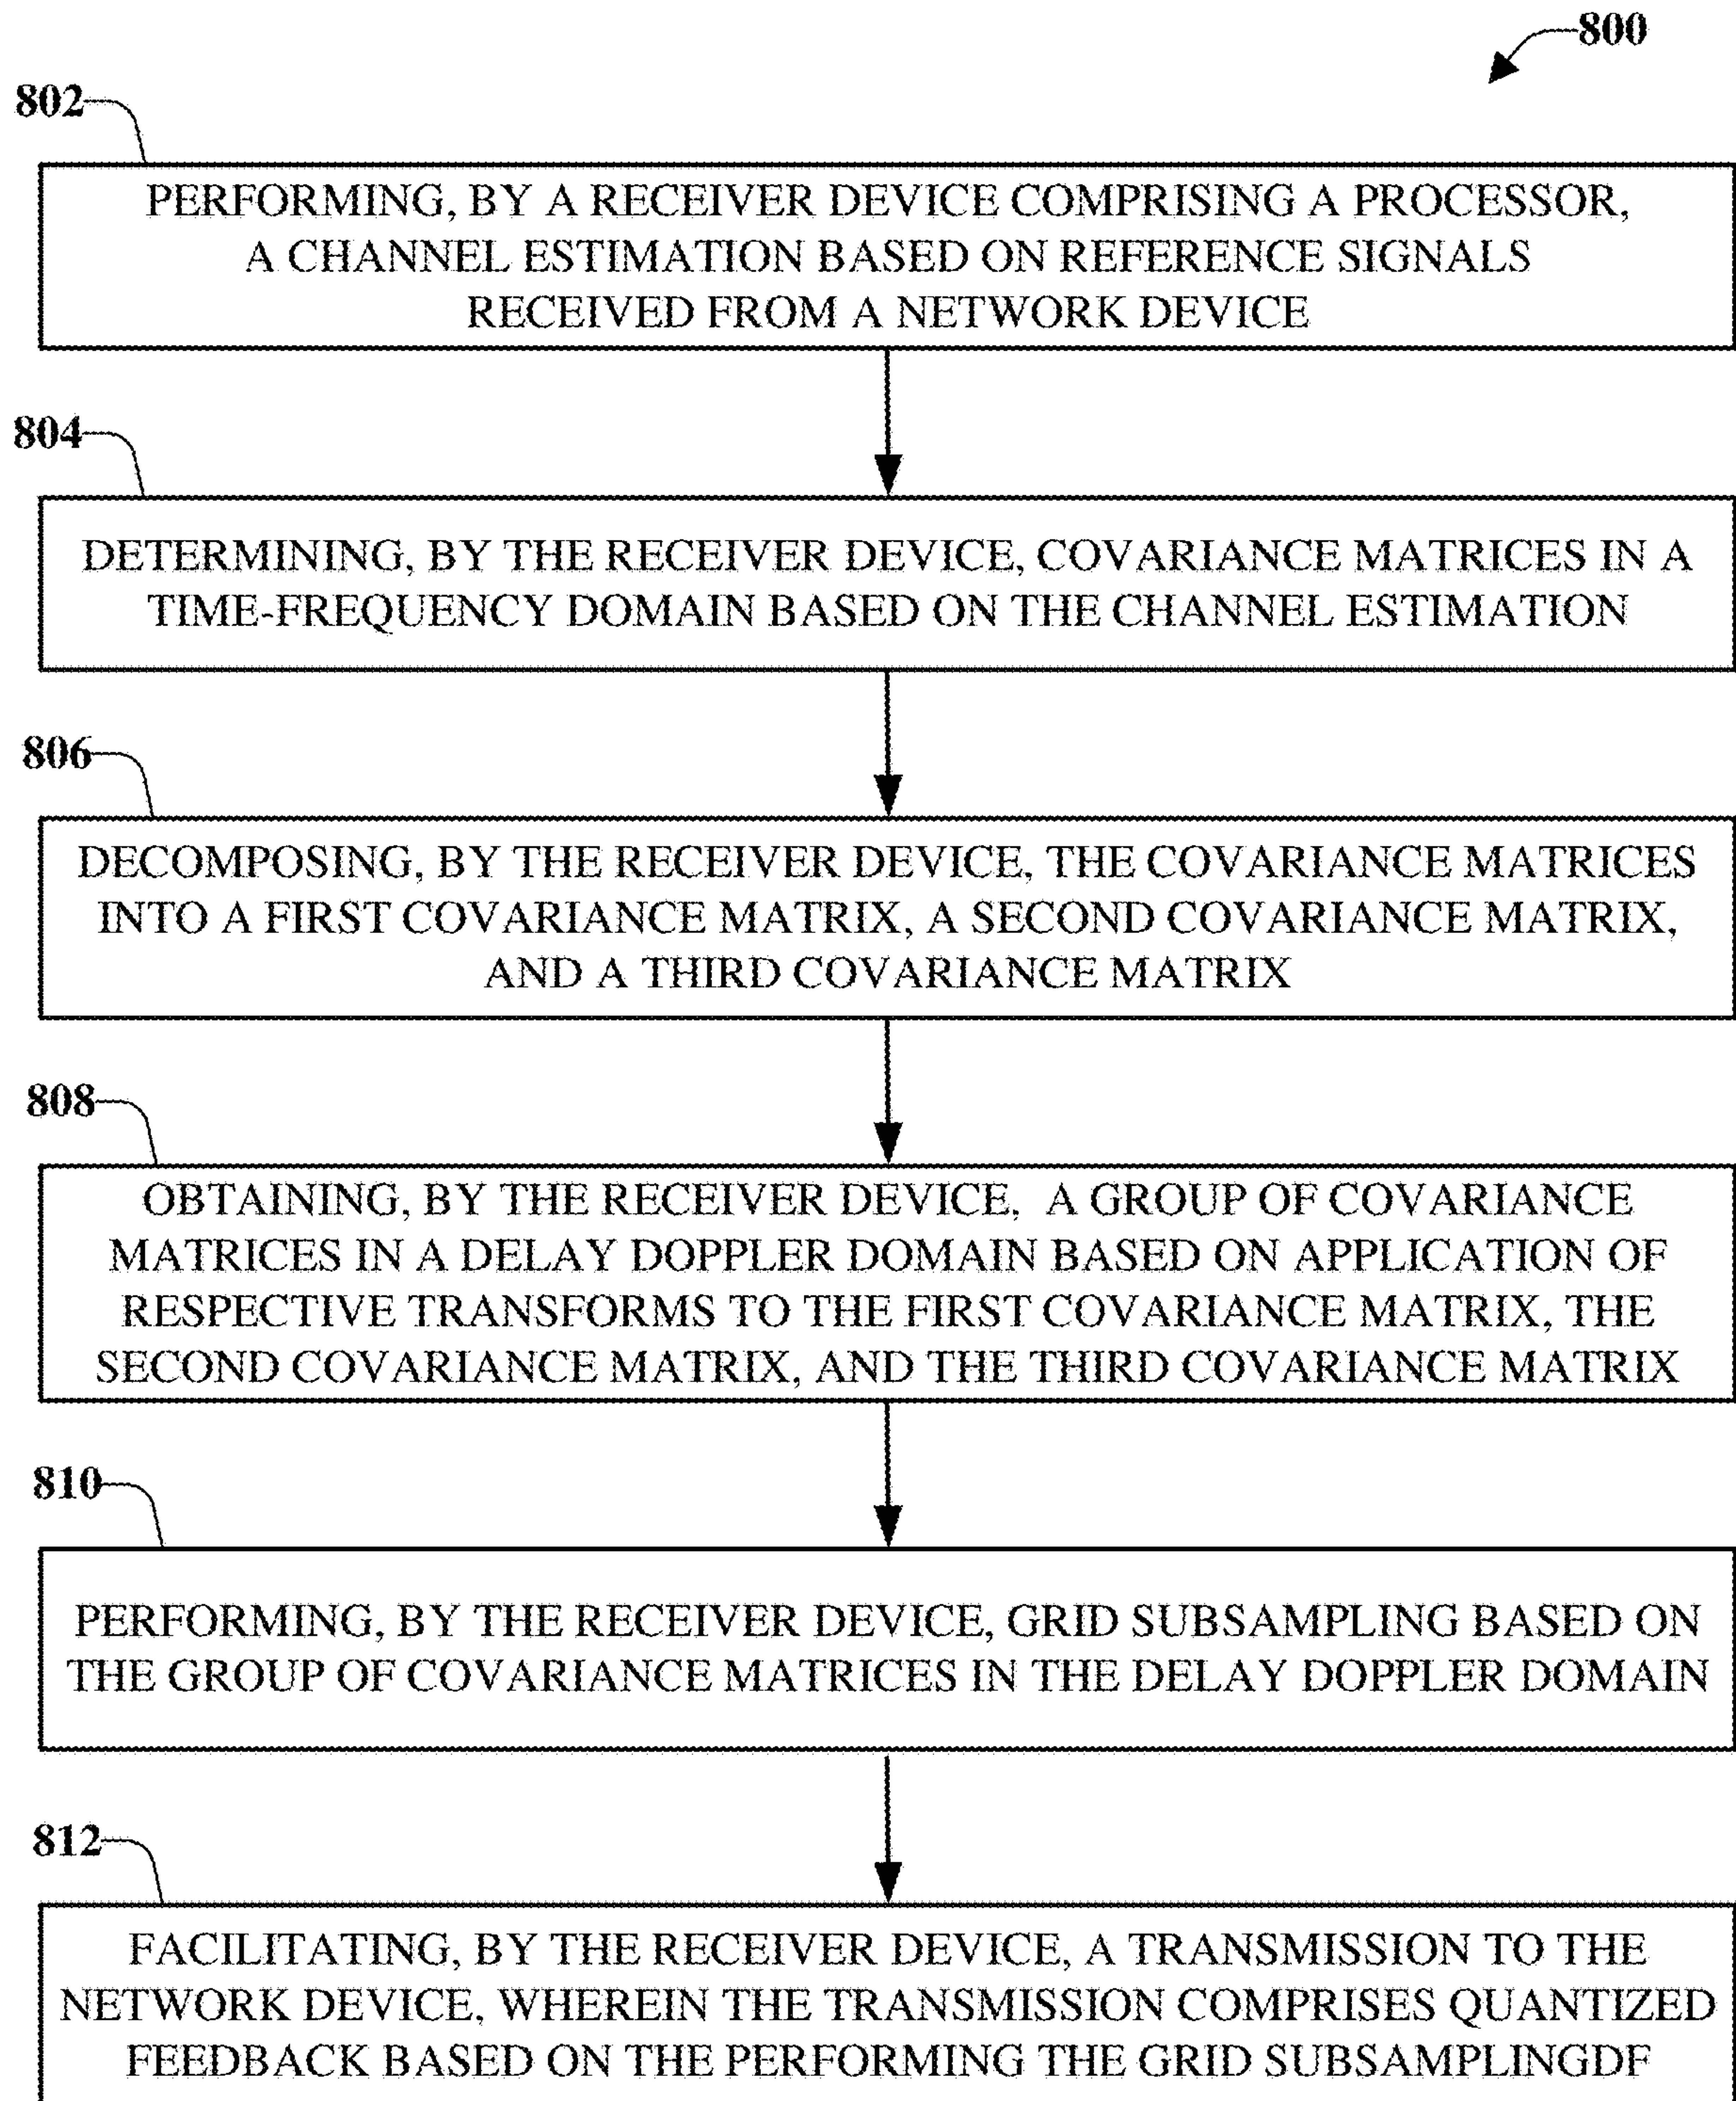 800
802
PERFORMING, BY A RECEIVER DEVICE COMPRISING A PROCESSOR,
A CHANNEL ESTIMATION BASED ON REFERENCE SIGNALS
RECEIVED FROM A NETWORK DEVICE
804
DETERMINING, BY THE RECEIVER DEVICE, COVARIANCE MATRICES IN A
TIME-FREQUENCY DOMAIN BASED ON THE CHANNEL ESTIMATION
806
DECOMPOSING, BY THE RECEIVER DEVICE, THE COVARIANCE MATRICES
INTO A FIRST COVARIANCE MATRIX, A SECOND COVARIANCE MATRIX,
AND A THIRD COVARIANCE MATRIX
808
OBTAINING, BY THE RECEIVER DEVICE, A GROUP OF COVARIANCE
MATRICES IN A DELAY DOPPLER DOMAIN BASED ON APPLICATION OF
RESPECTIVE TRANSFORMS TO THE FIRST COVARIANCE MATRIX, THE
SECOND COVARIANCE MATRIX, AND THE THIRD COVARIANCE MATRIX
810
PERFORMING, BY THE RECEIVER DEVICE, GRID SUBSAMPLING BASED ON
THE GROUP OF COVARIANCE MATRICES IN THE DELAY DOPPLER DOMAIN
812
FACILITATING, BY THE RECEIVER DEVICE, A TRANSMISSION TO THE
NETWORK DEVICE, WHEREIN THE TRANSMISSION COMPRISES QUANTIZED
FEEDBACK BASED ON THE PERFORMING THE GRID SUBSAMPLINGDF